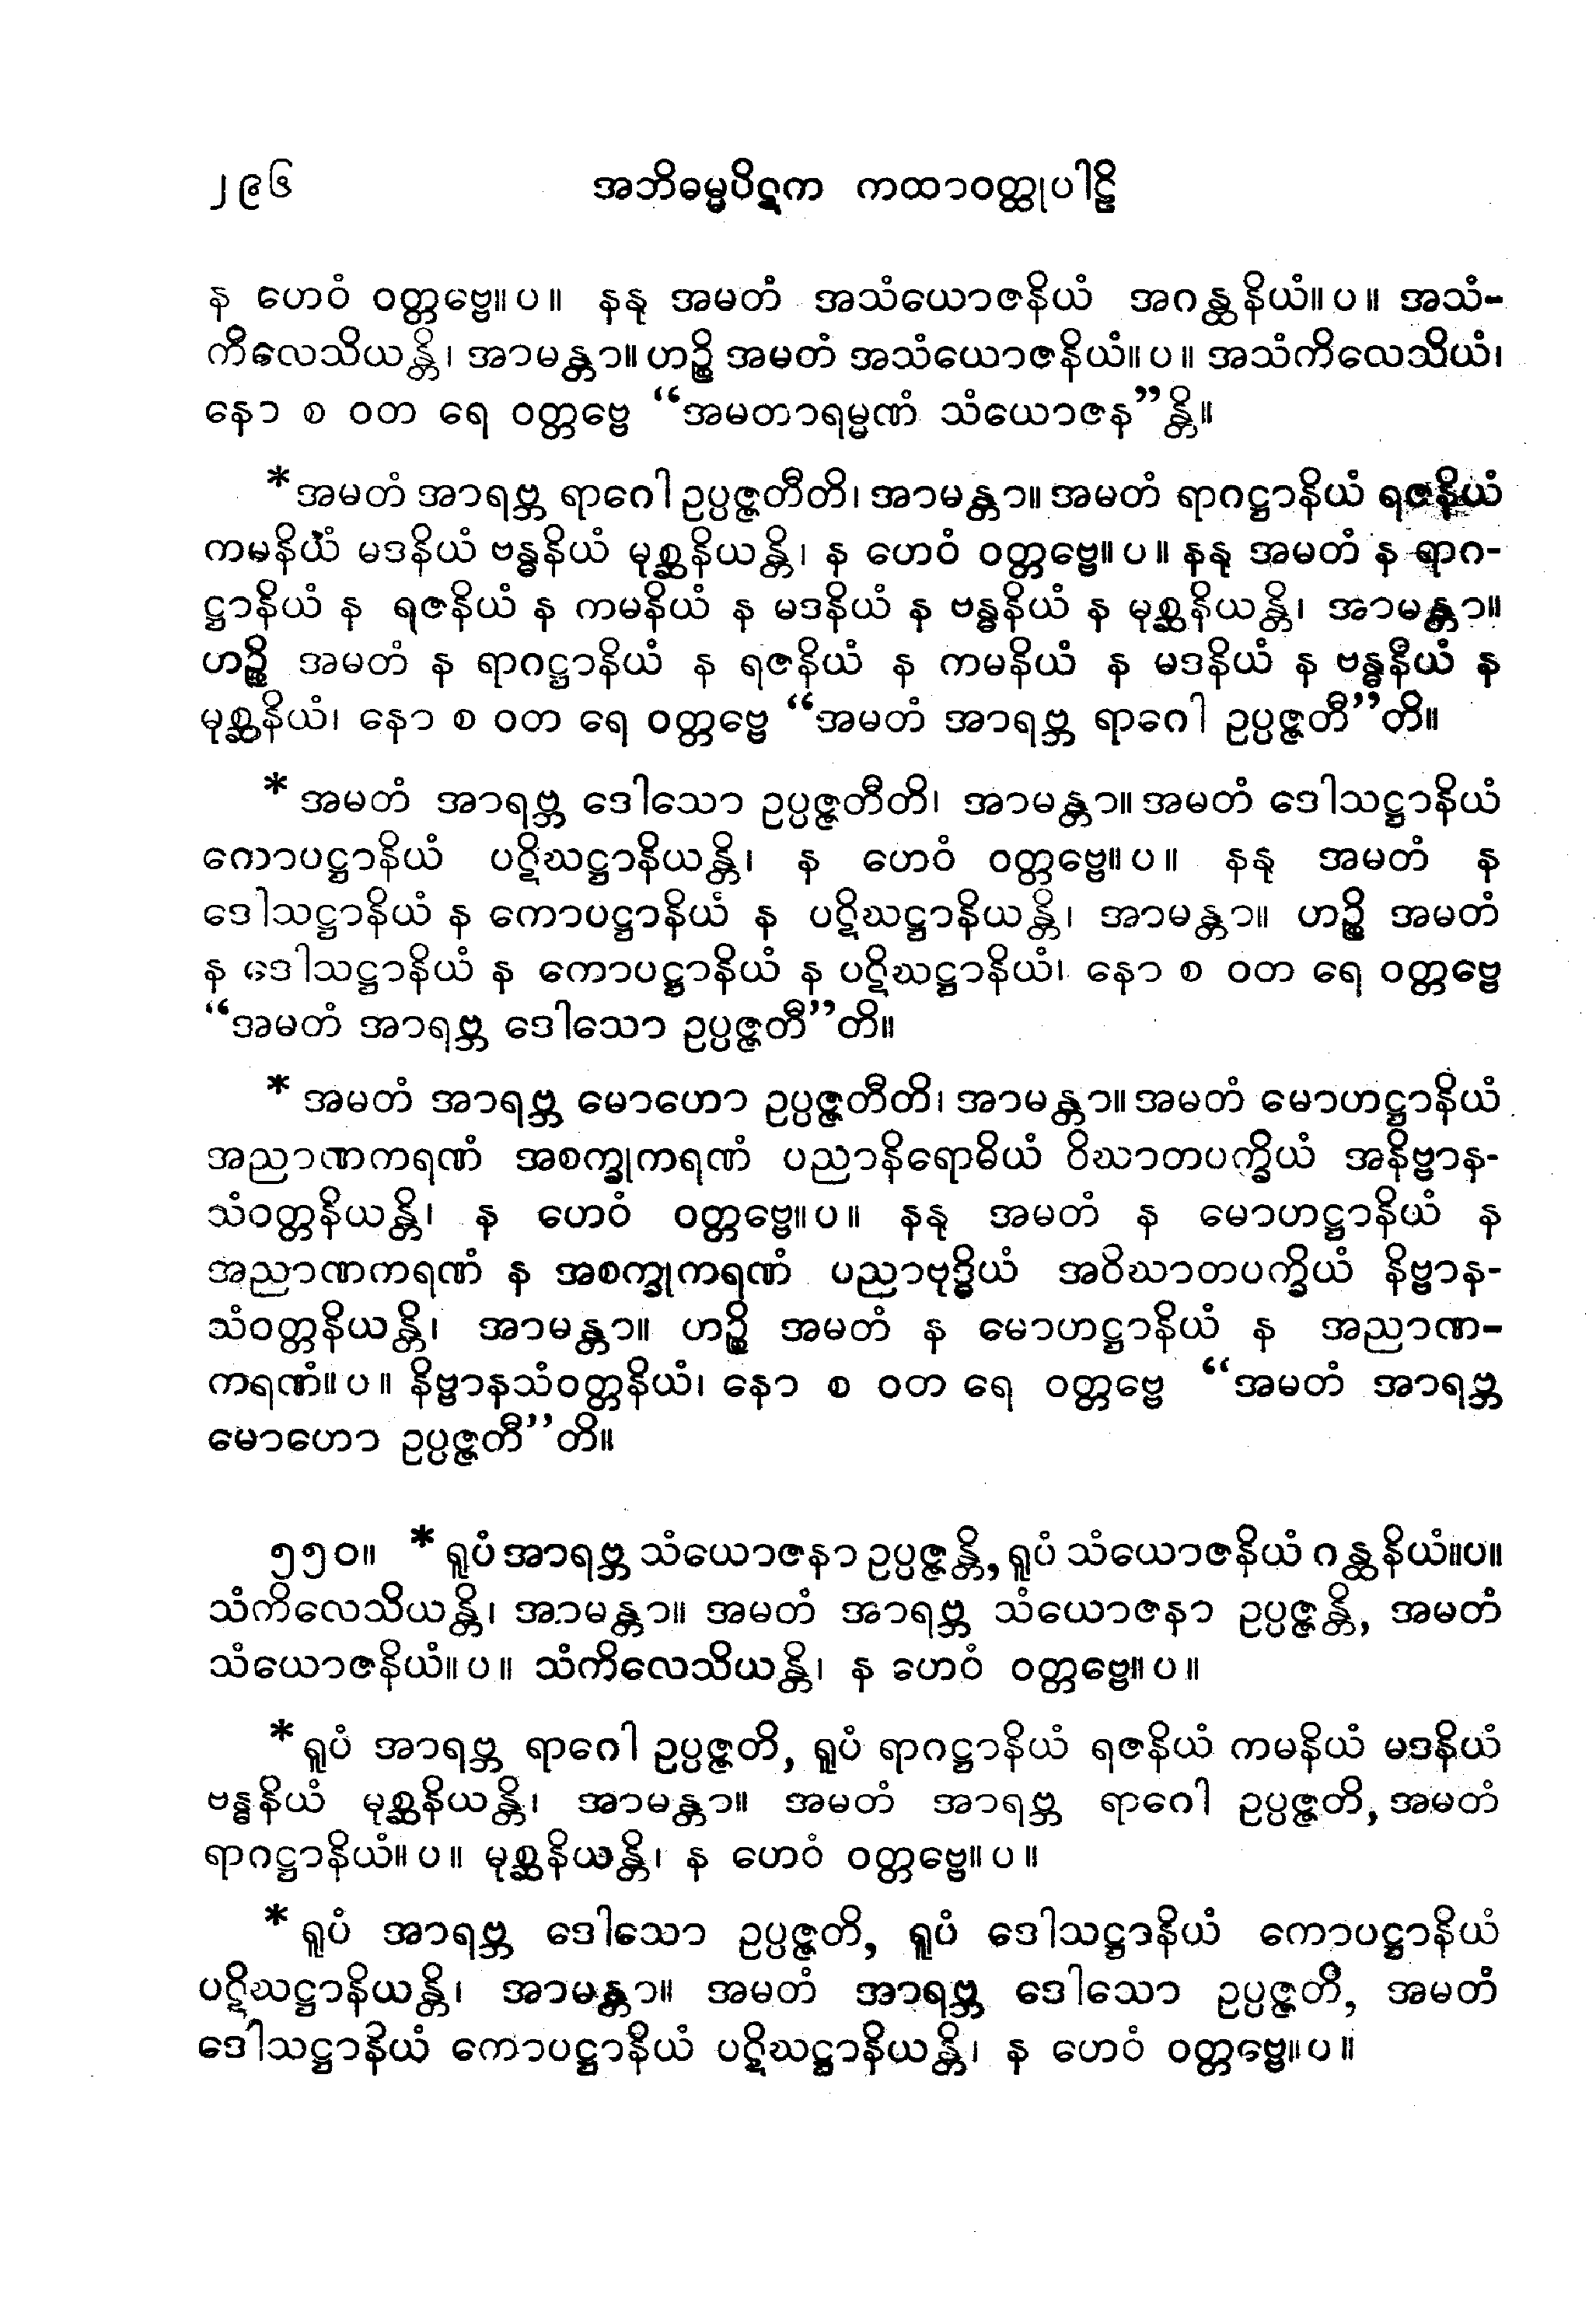 ၂၉၆ အဘိဓမ္မပိဋက ကထာဝတ္ထုပါဠိ
န ဟေဝံ ဝတ္တဗ္ဗေ။ပ။ နနု အမတံ အသံယောဇနိယံ အဂန္ထနိယံ။ပ။ အသံ-
ကိလေသိယန္တိ၊ အာမန္တာ။ ဟဉ္စိ အမတံ အသံယောဇနိယံ။ပ။ အသံကိလေသိယံ၊
နော စ ဝတ ရေ ဝတ္တဗ္ဗေ “အမတာရမ္မဏံ သံယောဇန”န္တိ။
*အမတံ အာရဗ္ဘ ရာဂေါ ဥပ္ပဇ္ဇတီတိ၊ အာမန္တာ။ အမတံ ရာဂဋ္ဌာနိယံ ရဇနိယံ
ကမနိယံ မဒနိယံ ဗန္ဓနိယံ မုစ္ဆနိယန္တိ၊ န ဟေဝံ ဝတ္တဗ္ဗေ။ပ။ နနု အမတံ န ရာဂ-
ဋ္ဌာနိယံ န ရဇနိယံ န ကမနိယံ န မဒနိယံ န ဗန္ဓနိယံ န မုစ္ဆနိယန္တိ၊ အာမန္တာ။
ဟဉ္စိ အမတံ န ရာဂဋ္ဌာနိယံ န ရဇနိယံ န ကမနိယံ န မဒနိယံ န ဗန္ဓနိယံ န
မုစ္ဆနိယံ၊ နော စ ဝတ ရေ ဝတ္တဗ္ဗေ “အမတံ အာရဗ္ဘ ရာဂေါ ဥပ္ပဇ္ဇတီ”တိ။
* အမတံ အာရဗ္ဘ ဒေါသော ဥပ္ပဇ္ဇတီတိ၊ အာမန္တာ။ အမတံ ဒေါသဋ္ဌာနိယံ
ကောပဋ္ဌာနိယံ ပဋိဃဋ္ဌာနိယန္တိ၊ န ဟေဝံ ဝတ္တဗ္ဗေ။ပ။ နနု အမတံ န
ဒေါသဋ္ဌာနိယံ န ကောပဋ္ဌာနိယံ န ပဋိဃဋ္ဌာနိယန္တိ၊ အာမန္တာ။ ဟဉ္စိ အမတံ
န ဒေါသဋ္ဌာနိယံ န ကောပဋ္ဌာနိယံ န ပဋိဃဋ္ဌာနိယံ၊ နော စ ဝတ ရေ ဝတ္တဗ္ဗေ
“အမတံ အာရဗ္ဘ ဒေါသော ဥပ္ပဇ္ဇတီ”တိ။
* အမတံ အာရဗ္ဘ မောဟော ဥပ္ပဇ္ဇတီတိ၊ အာမန္တာ။ အမတံ မောဟဋ္ဌာနိယံ
အညာဏကရဏံ အစက္ခုကရဏံ ပညာနိရောဓိယံ ဝိဃာတပက္ခိယံ အနိဗ္ဗာန-
သံဝတ္တနိယန္တိ၊ န ဟေဝံ ဝတ္တဗ္ဗေ။ပ။ နနု အမတံ န မောဟဋ္ဌာနိယံ န
အညာဏကရဏံ န အစက္ခုကရဏံ ပညာဗုဒ္ဓိယံ အဝိဃာတပက္ခိယံ နိဗ္ဗာန-
သံဝတ္တနိယန္တိ၊ အာမန္တာ။ ဟဉ္စိ အမတံ န မောဟဋ္ဌာနိယံ န အညာဏ-
ကရဏံ။ပ။ နိဗ္ဗာနသံဝတ္တနိယံ၊ နော စ ဝတ ရေ ဝတ္တဗ္ဗေ “အမတံ အာရဗ္ဘ
မောဟော ဥပ္ပဇ္ဇတီ”တိ။
၅၅၀။ *ရူပံ အာရဗ္ဘ သံယောဇနာ ဥပ္ပဇ္ဇန္တိ, ရူပံ သံယောဇနိယံ ဂန္ထနိယံ။ပ။
သံကိလေသိယန္တိ၊ အာမန္တာ။ အမတံ အာရဗ္ဘ သံယောဇနာ ဥပ္ပဇ္ဇန္တိ, အမတံ
သံယောဇနိယံ။ပ။ သံကိလေသိယန္တိ၊ န ဟေဝံ ဝတ္တဗ္ဗေ။ပ။
*ရူပံ အာရဗ္ဘ ရာဂေါ ဥပ္ပဇ္ဇတိ, ရူပံ ရာဂဋ္ဌာနိယံ ရဇနိယံ ကမနိယံ မဒနိယံ
ဗန္ဓနိယံ မုစ္ဆနိယန္တိ၊ အာမန္တာ။ အမတံ အာရဗ္ဘ ရာဂေါ ဥပ္ပဇ္ဇတိ, အမတံ
ရာဂဋ္ဌာနိယံ။ပ။ မုစ္ဆနိယန္တိ၊ န ဟေဝံ ဝတ္တဗ္ဗေ။ပ။
* ရူပံ အာရဗ္ဘ ဒေါသော ဥပ္ပဇ္ဇတိ, ရူပံ ဒေါသဋ္ဌာနိယံ ကောပဋ္ဌာနိယံ
ပဋိဃဋ္ဌာနိယန္တိ၊ အာမန္တာ။ အမတံ အာရဗ္ဘ ဒေါသော ဥပ္ပဇ္ဇတိ, အမတံ
ဒေါသဋ္ဌာနိယံ ကောပဋ္ဌာနိယံ ပဋိဃဋ္ဌာနိယန္တိ၊ န ဟေဝံ ဝတ္တဗ္ဗေ။ပ။